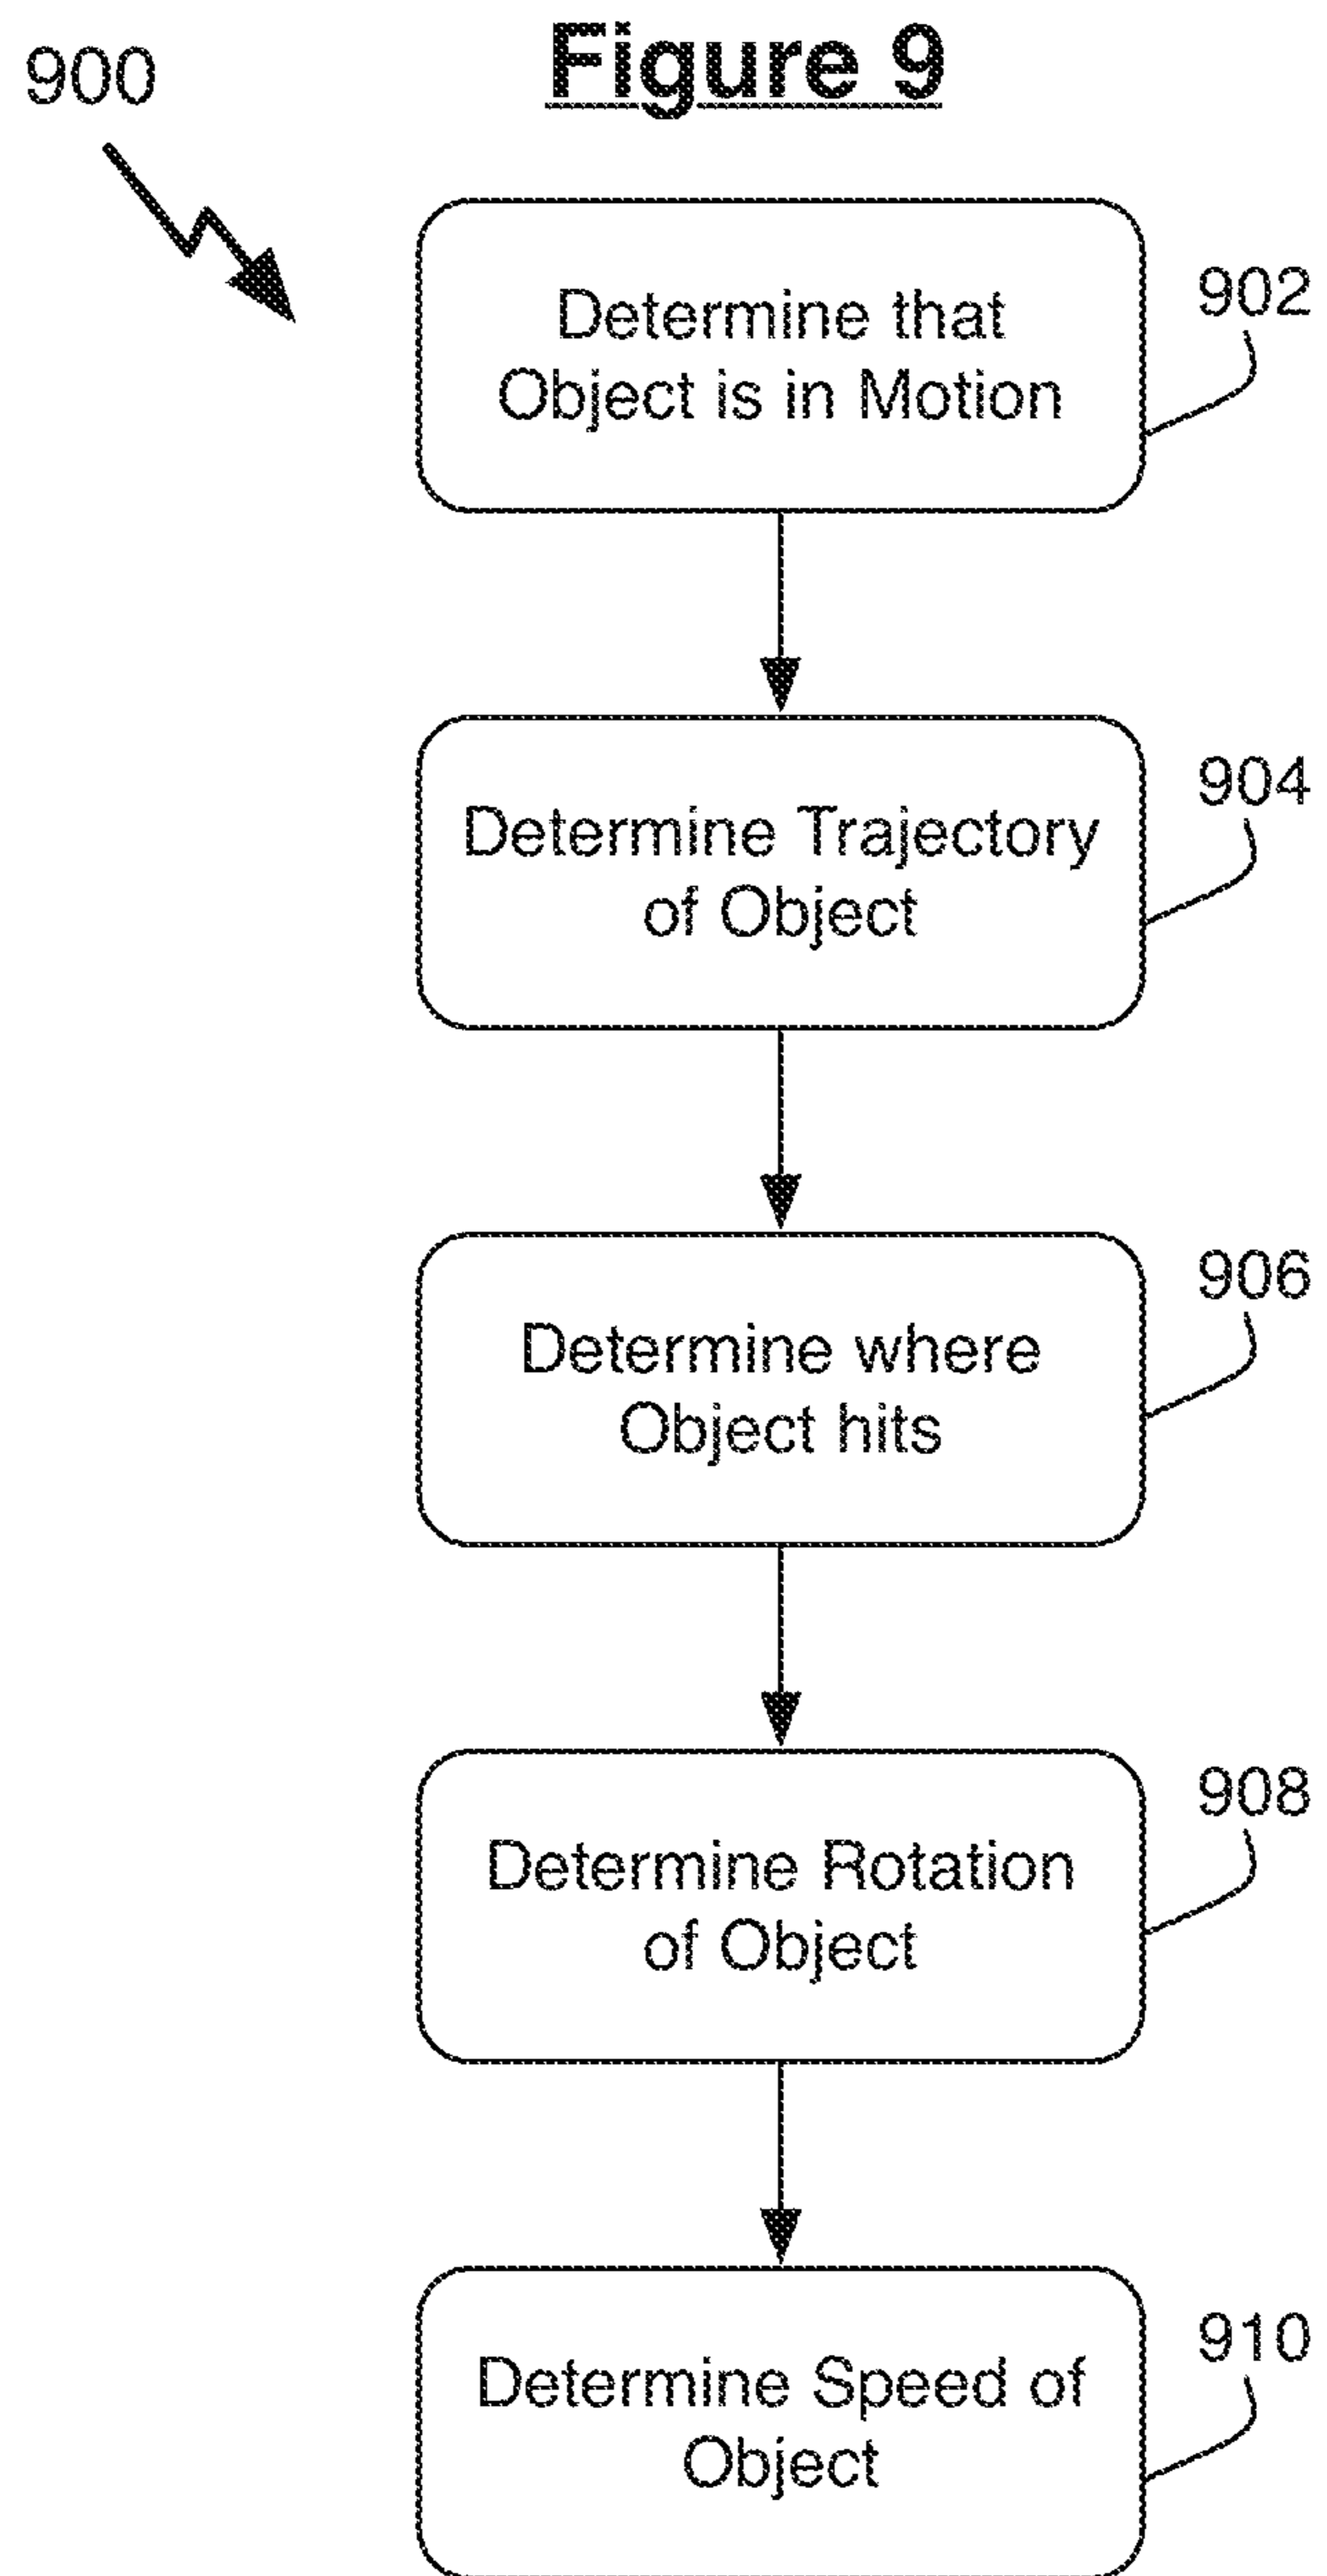 Figure 9
900
Determine that
Object is in Motion
902
Determine Trajectory
of Object
904
Determine where
Object hits
906
Determine Rotation
of Object
908
Determine Speed of
Object
910